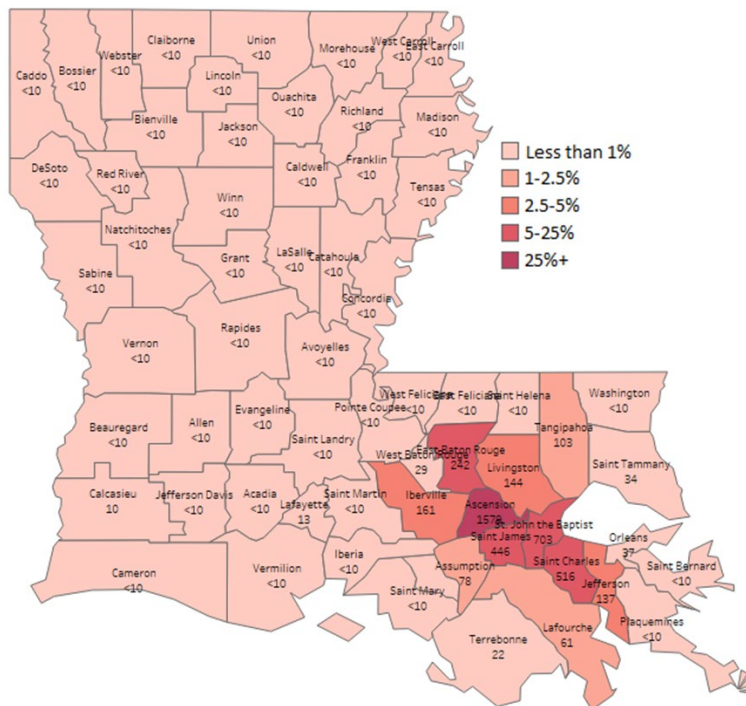 Caddo
<10
Bossier
<10
Webster
<10
Claiborne
<10
Union
<10
Morehouse
<10
West Carroll
<10
East Carroll
<10
Lincoln
<10
Ouachita
<10
Richland
<10
Madison
<10
Bienville
<10
Jackson
<10
DeSoto
<10
Red River
<10
Caldwell
<10
Franklin
<10
Tensas
<10
Winn
<10
Natchitoches
<10
Sabine
<10
Grant
<10
LaSalle
<10
Catahoula
<10
Concordia
<10
Vernon
<10
Rapides
<10
Avoyelles
<10
Less than 1%
1-2.5%
2.5-5%
5-25%
25%+
Beauregard
<10
Allen
<10
Evangeline
<10
Saint Landry
<10
Pointe Coupee
<10
West Feliciana
<10
East Feliciana
<10
Saint Helena
<10
Tangipahoa
103
Washington
<10
West Baton Rouge
29
East Baton Rouge
242
Livingston
144
Saint Tammany
34
Calcasieu
10
Jefferson Davis
<10
Acadia
<10
Lafayette
13
Saint Martin
<10
Iberville
161
Ascension
1579
St. John the Baptist
703
Saint James
446
Saint Charles
516
Orleans
37
Saint Bernard
<10
Cameron
<10
Vermilion
<10
Iberia
<10
Saint Mary
<10
Assumption
78
Jefferson
137
Plaquemines
<10
Terrebonne
22
Lafourche
61